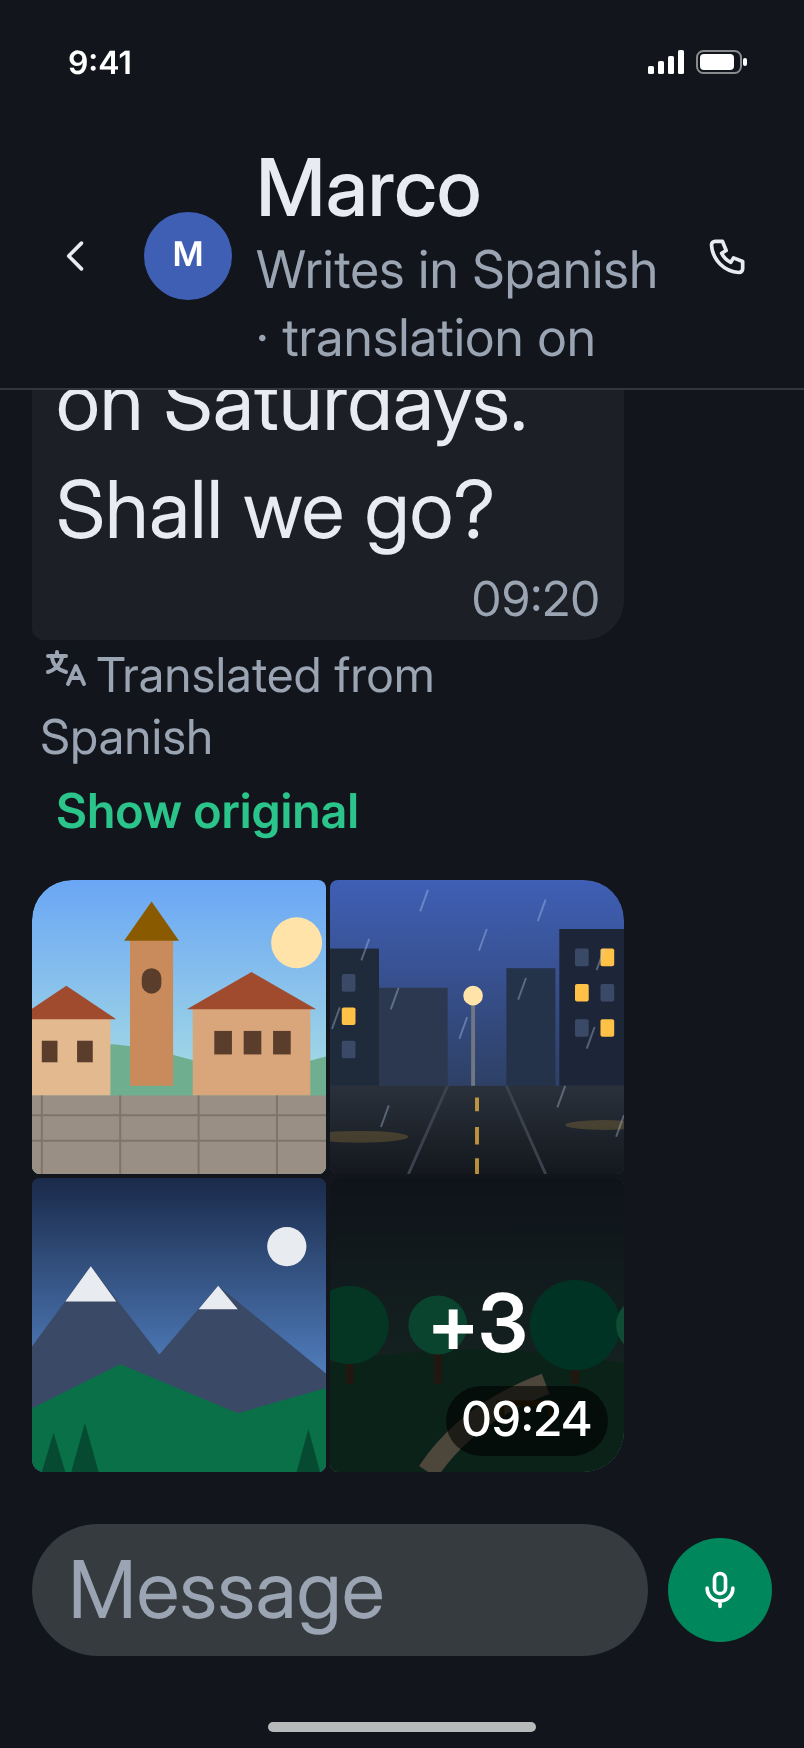 9:41
Marco
M
Writes in Spanish
· translation on
on Saturdays.
Shall we go?
09:20
Translated from
Spanish
Show original
+3
09:24
Message